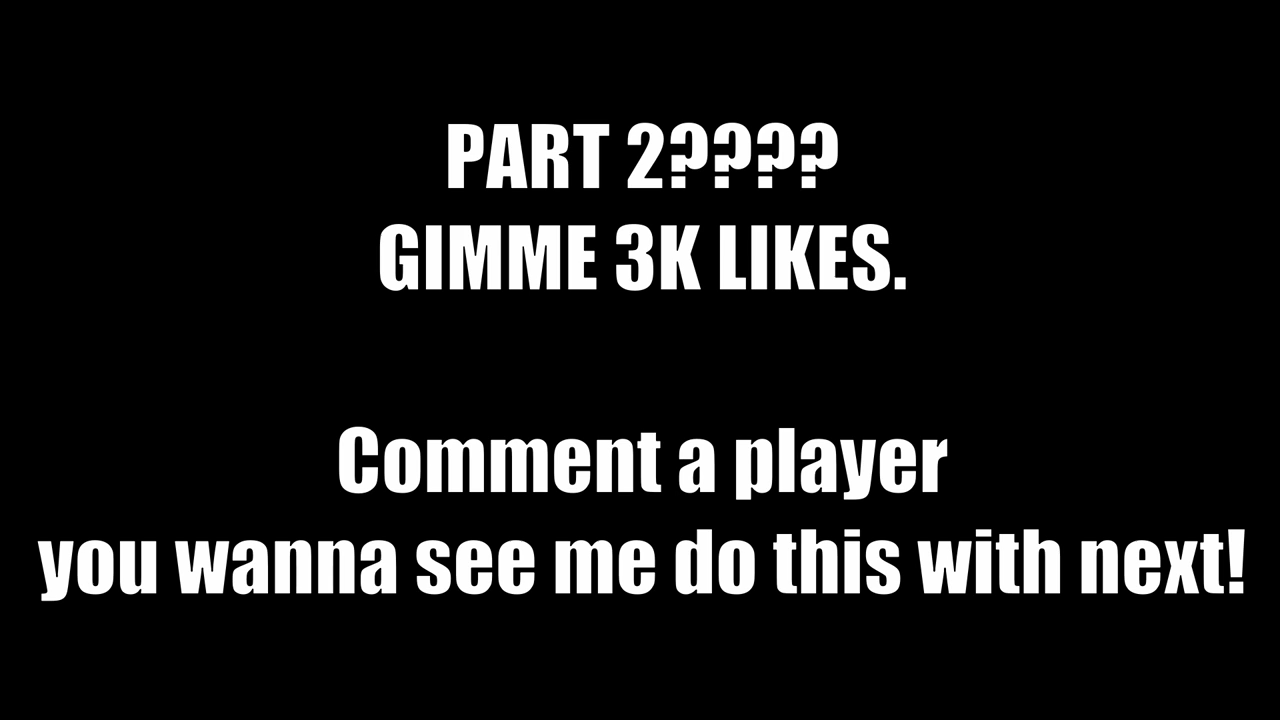 PART 2????
GIMME 3K LIKES.
Comment a player
you wanna see me do this with next!